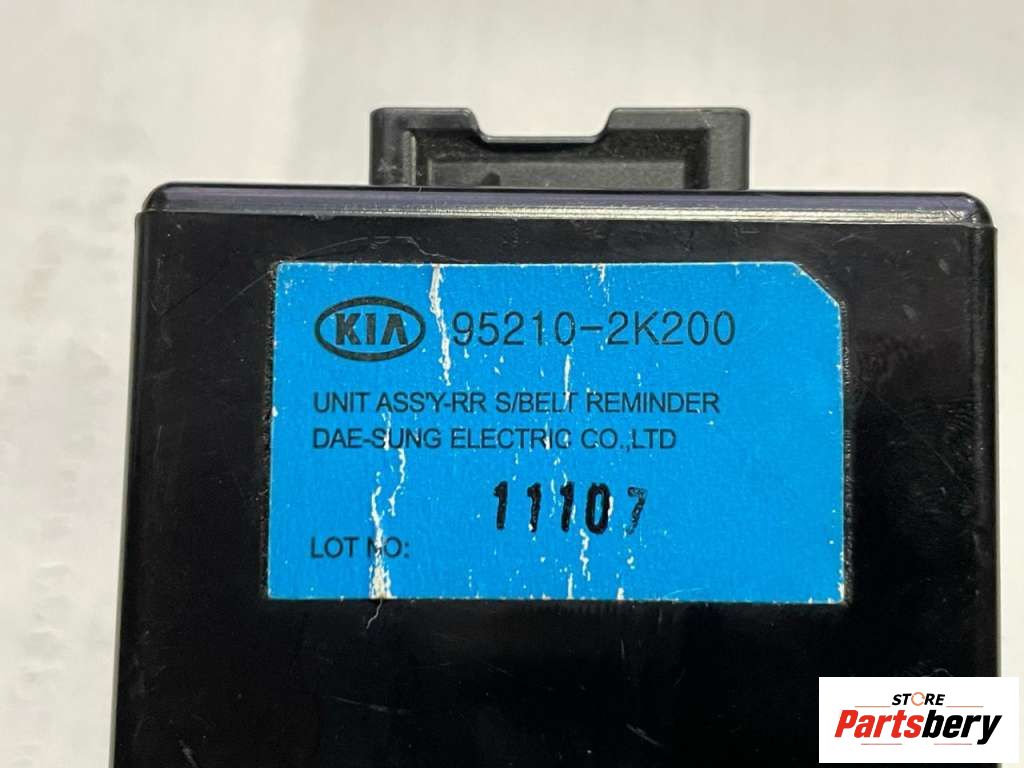 KIA 95210-2K200
UNIT ASS'Y-RR S/BELT REMINDER
DAE-SUNG ELECTRIC CO.,LTD
11107
LOT NO:
STORE
Partsbery